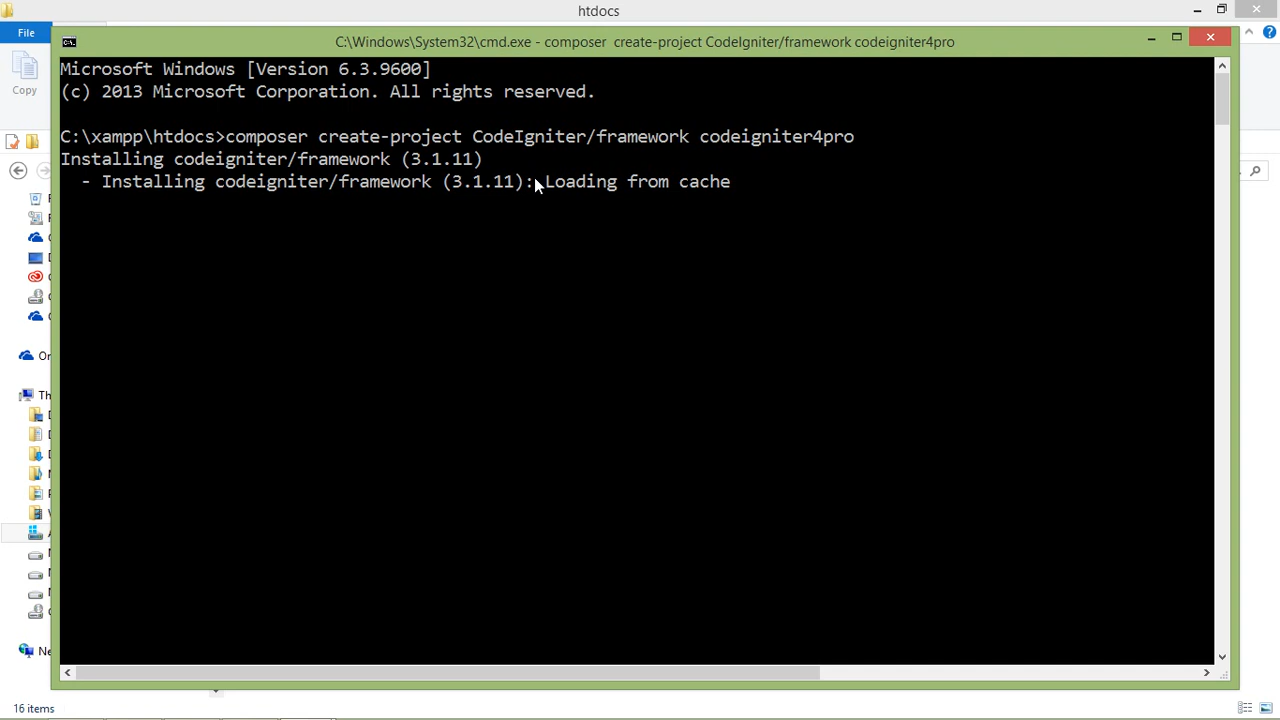 htdocs
File
C:\Windows\System32\cmd.exe - composer  create-project CodeIgniter/framework codeigniter4pro
Copy
Microsoft Windows [Version 6.3.9600]
(c) 2013 Microsoft Corporation. All rights reserved.
C:\xampp\htdocs>composer create-project CodeIgniter/framework codeigniter4pro
Installing codeigniter/framework (3.1.11)
- Installing codeigniter/framework (3.1.11): Loading from cache
16 items